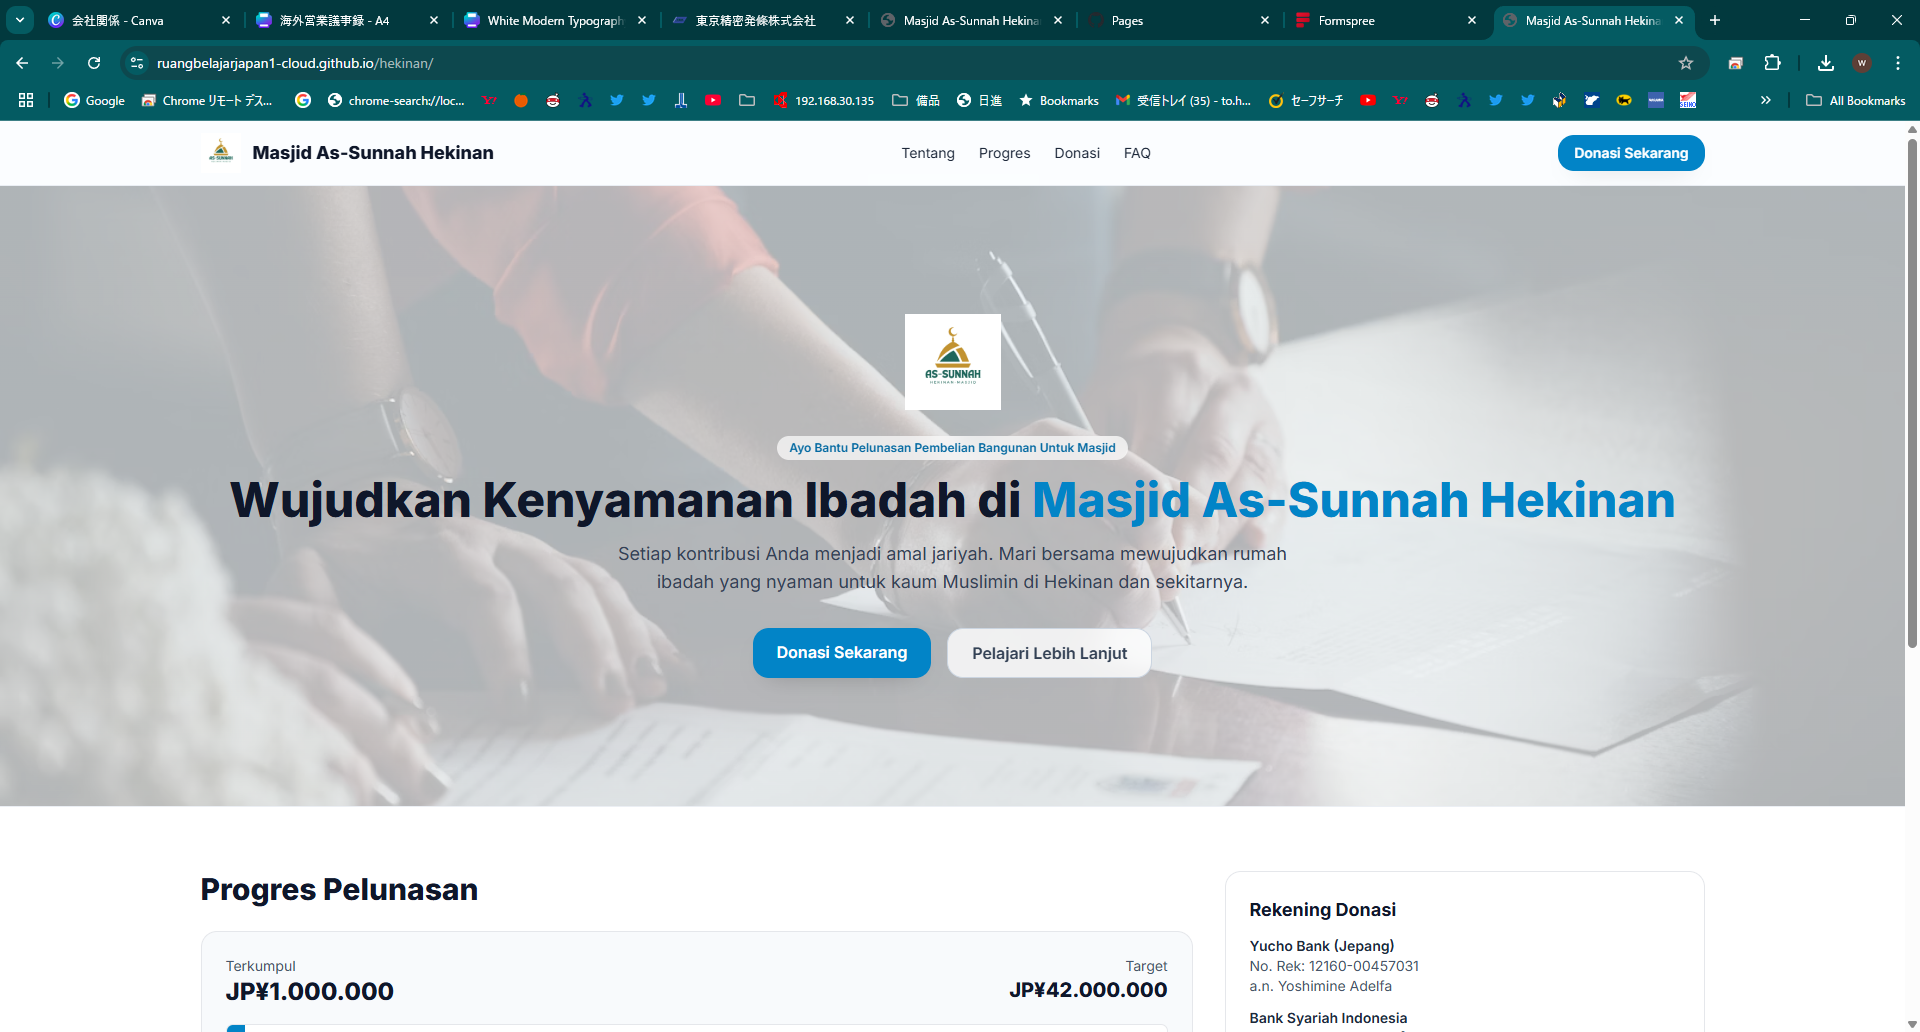 会社関係 - Canva
海外営業議事録 - A4
White Modern Typograph
東京精密発條株式会社
Masjid As-Sunnah Hekinan
Pages
Formspree
Masjid As-Sunnah Hekina
ruangbelajarjapan1-cloud.github.io/hekinan/
W
Google
Chrome リモート デス...
chrome-search://loc...
192.168.30.135
備品
日進
Bookmarks
受信トレイ (35) - to.h...
セーフサーチ
All Bookmarks
Masjid As-Sunnah Hekinan
Tentang
Progres
Donasi
FAQ
Donasi Sekarang
AS-SUNNAH
HEKINAN MASJID
Ayo Bantu Pelunasan Pembelian Bangunan Untuk Masjid
Wujudkan Kenyamanan Ibadah di Masjid As-Sunnah Hekinan
Setiap kontribusi Anda menjadi amal jariyah. Mari bersama mewujudkan rumah
ibadah yang nyaman untuk kaum Muslimin di Hekinan dan sekitarnya.
Donasi Sekarang
Pelajari Lebih Lanjut
Progres Pelunasan
Terkumpul
JP¥1.000.000
Target
JP¥42.000.000
Rekening Donasi
Yucho Bank (Jepang)
No. Rek: 12160-00457031
a.n. Yoshimine Adelfa
Bank Syariah Indonesia